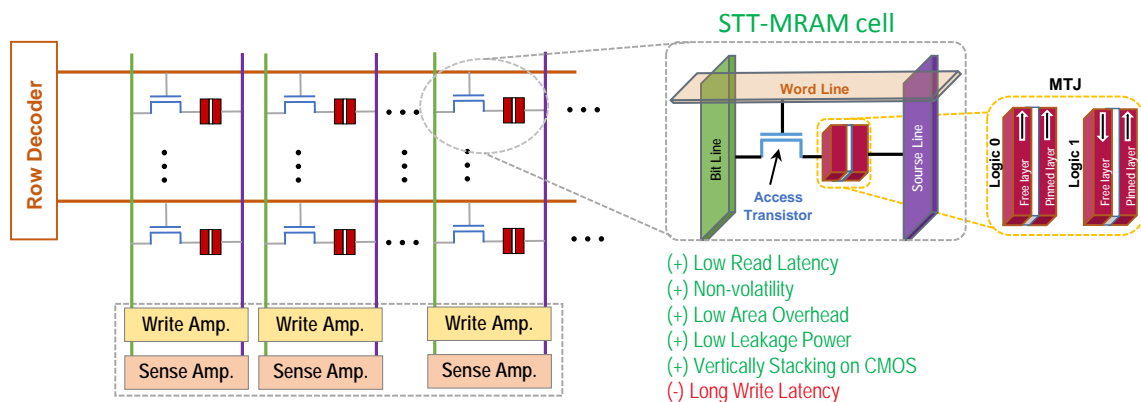 STT-MRAM cell
Row Decoder
Word Line
Bit Line
Access
Transistor
Sourse Line
MTJ
Logic 0
Free layer
Pinned layer
Logic 1
Free layer
Pinned layer
Write Amp.
Write Amp.
Write Amp.
Sense Amp.
Sense Amp.
Sense Amp.
(+) Low Read Latency
(+) Non-volatility
(+) Low Area Overhead
(+) Low Leakage Power
(+) Vertically Stacking on CMOS
(-) Long Write Latency